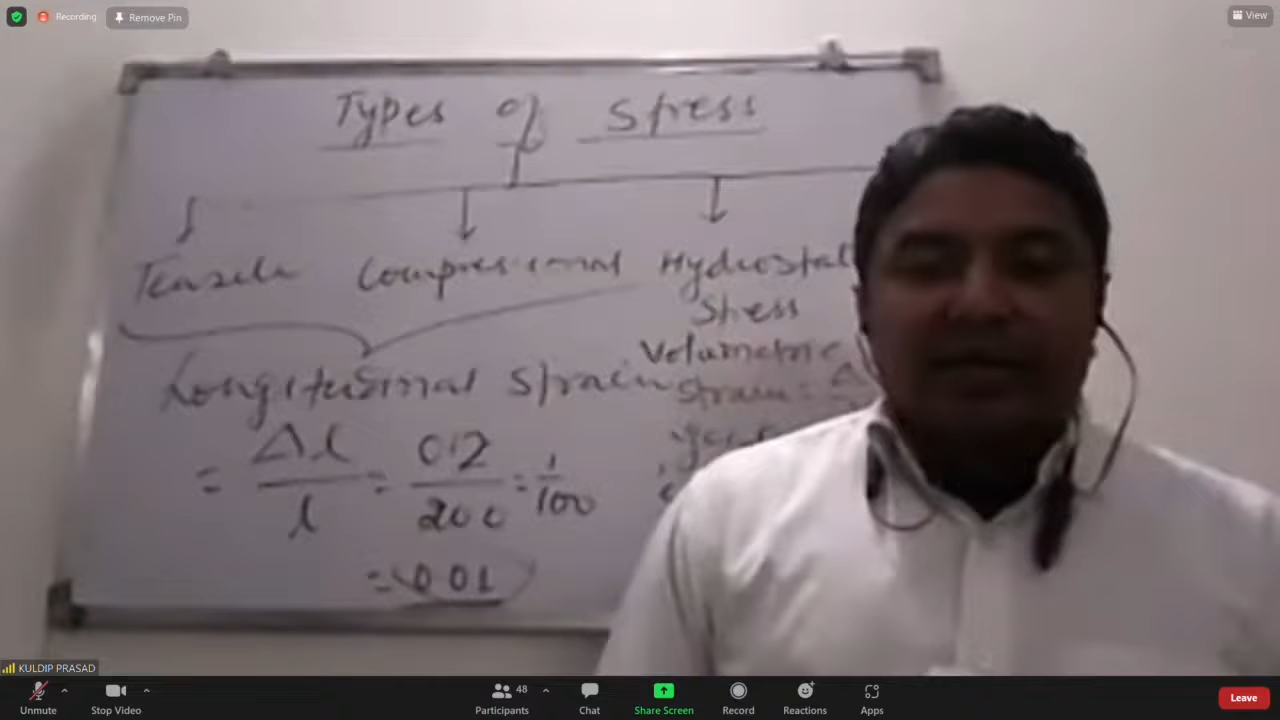 Recording
Remove Pin
View
Types of Stress
Tensile Compressional Hydrostat
Stress
Volumetric
Longitudinal Strain
Strain = Δ
= Δl / l = 0.2 / 200 = 1 / 100
= 0.01
KULDIP PRASAD
Unmute
Stop Video
48
Participants
Chat
Share Screen
Record
Reactions
Apps
Leave